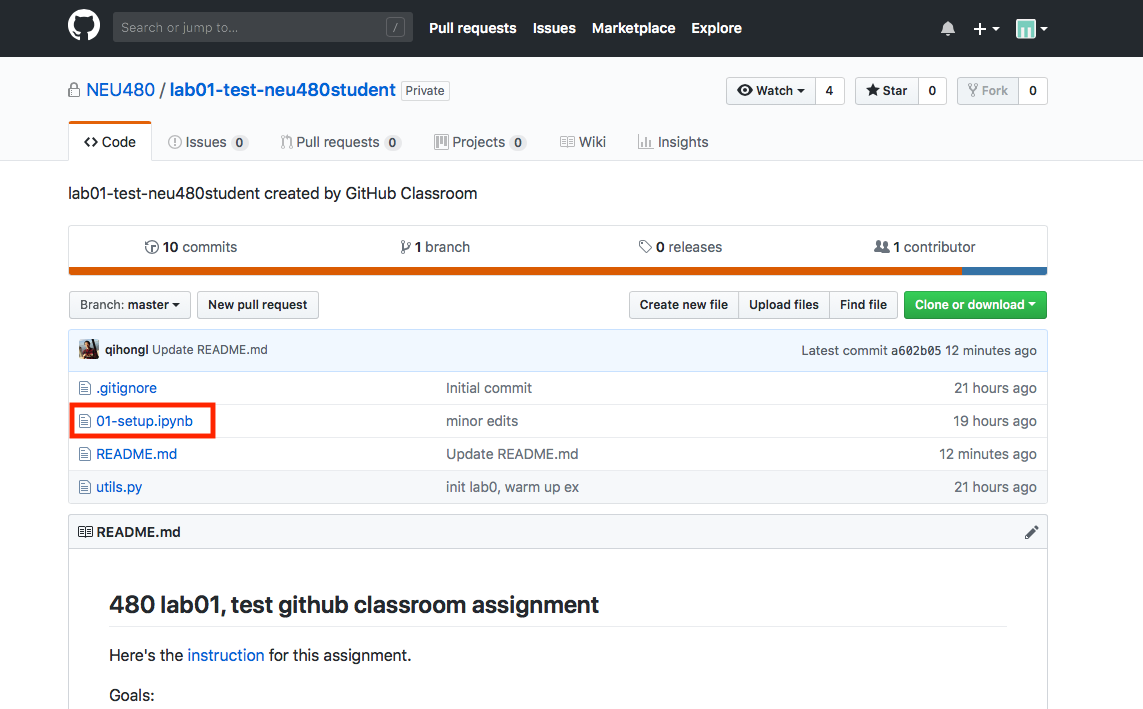 Search or jump to... / Pull requests Issues Marketplace Explore
NEU480 / lab01-test-neu480student Private Watch 4 Star 0 Fork 0
Code Issues 0 Pull requests 0 Projects 0 Wiki Insights
lab01-test-neu480student created by GitHub Classroom
10 commits 1 branch 0 releases 1 contributor
Branch: master New pull request Create new file Upload files Find file Clone or download
qihongl Update README.md Latest commit a602b05 12 minutes ago
.gitignore Initial commit 21 hours ago
01-setup.ipynb minor edits 19 hours ago
README.md Update README.md 12 minutes ago
utils.py init lab0, warm up ex 21 hours ago
README.md
480 lab01, test github classroom assignment
Here's the instruction for this assignment.
Goals: